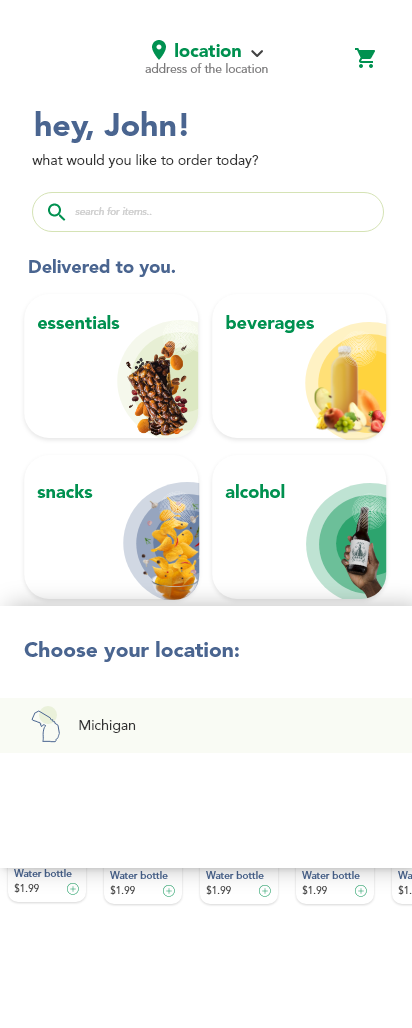 location
address of the location
hey, John!
what would you like to order today?
search for items..
Delivered to you.
essentials
beverages
snacks
alcohol
Choose your location:
Michigan
Water bottle
$1.99
Water bottle
$1.99
Water bottle
$1.99
Water bottle
$1.99
Wa
$1.